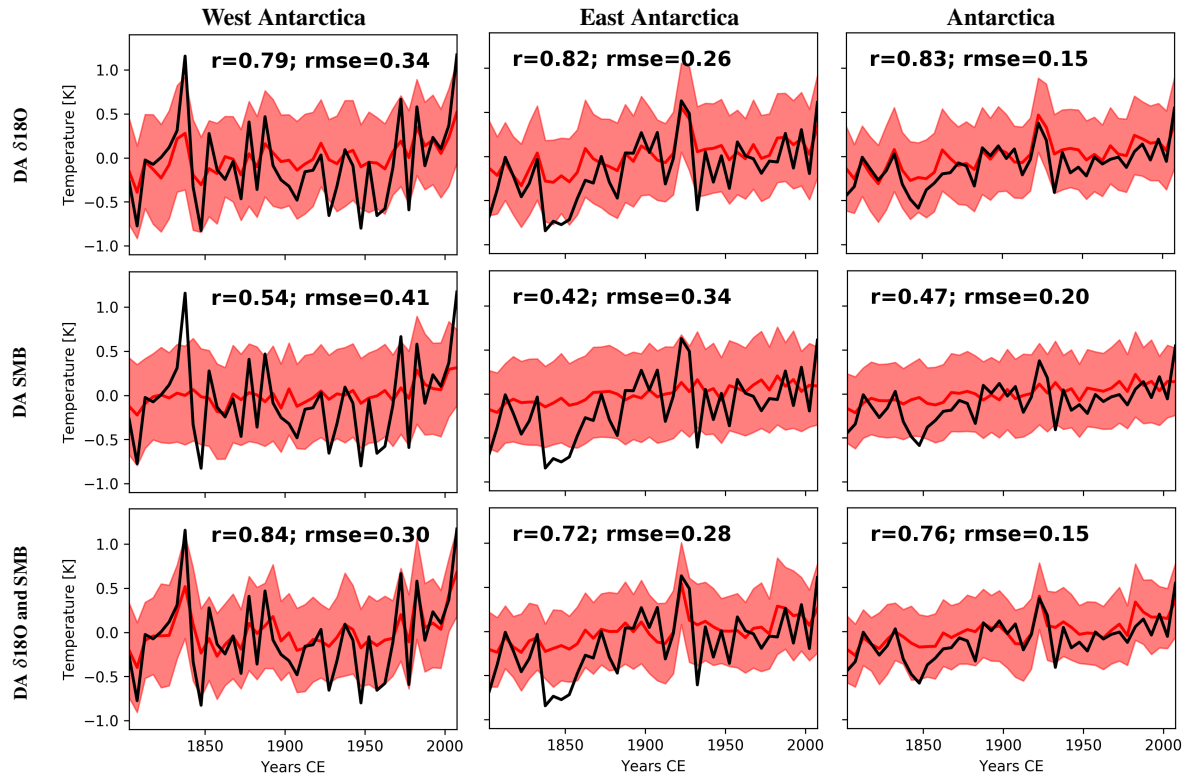 West Antarctica East Antarctica Antarctica
DA δ18O
Temperature [K]
1.0
0.5
0.0
−0.5
−1.0
r=0.79; rmse=0.34
r=0.82; rmse=0.26
r=0.83; rmse=0.15
DA SMB
Temperature [K]
1.0
0.5
0.0
−0.5
−1.0
r=0.54; rmse=0.41
r=0.42; rmse=0.34
r=0.47; rmse=0.20
DA δ18O and SMB
Temperature [K]
1.0
0.5
0.0
−0.5
−1.0
r=0.84; rmse=0.30
r=0.72; rmse=0.28
r=0.76; rmse=0.15
1850 1900 1950 2000 1850 1900 1950 2000 1850 1900 1950 2000
Years CE Years CE Years CE